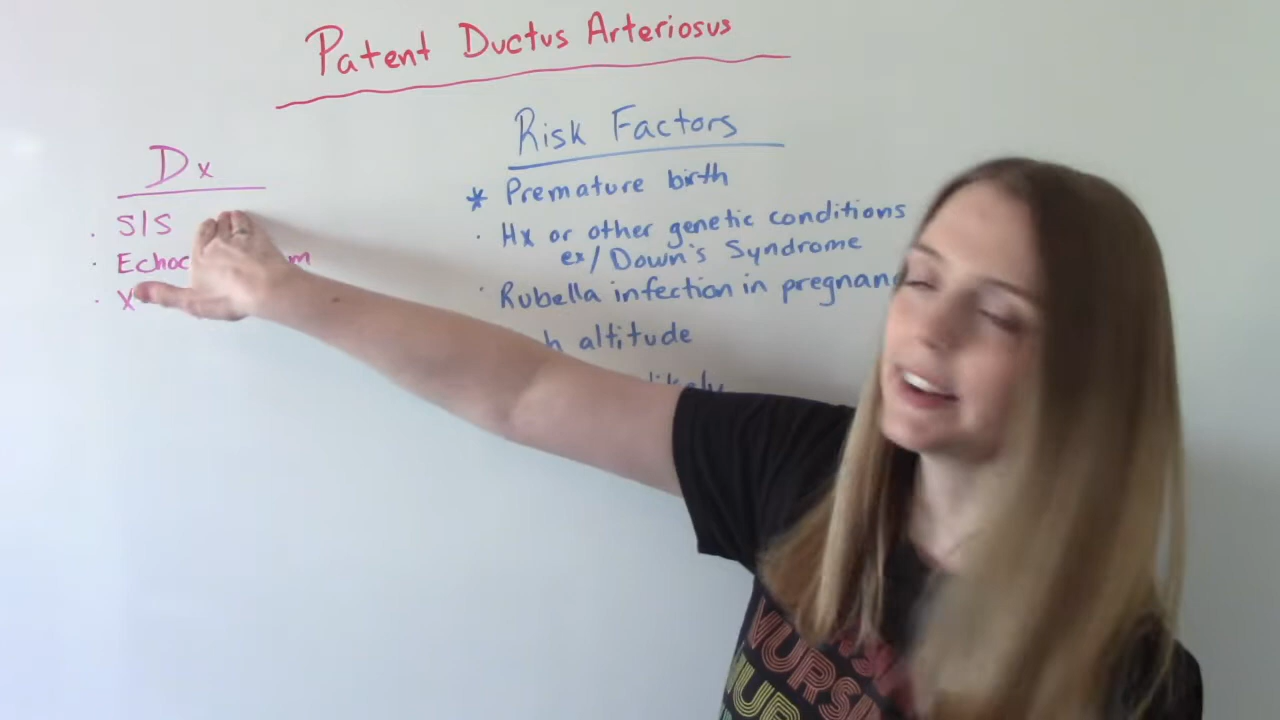 Patent Ductus Arteriosus
Dx
S/S
X
Risk Factors
* Premature birth
· Hx or other genetic conditions
ex/ Down's Syndrome
· Rubella infection in
altitude
likely